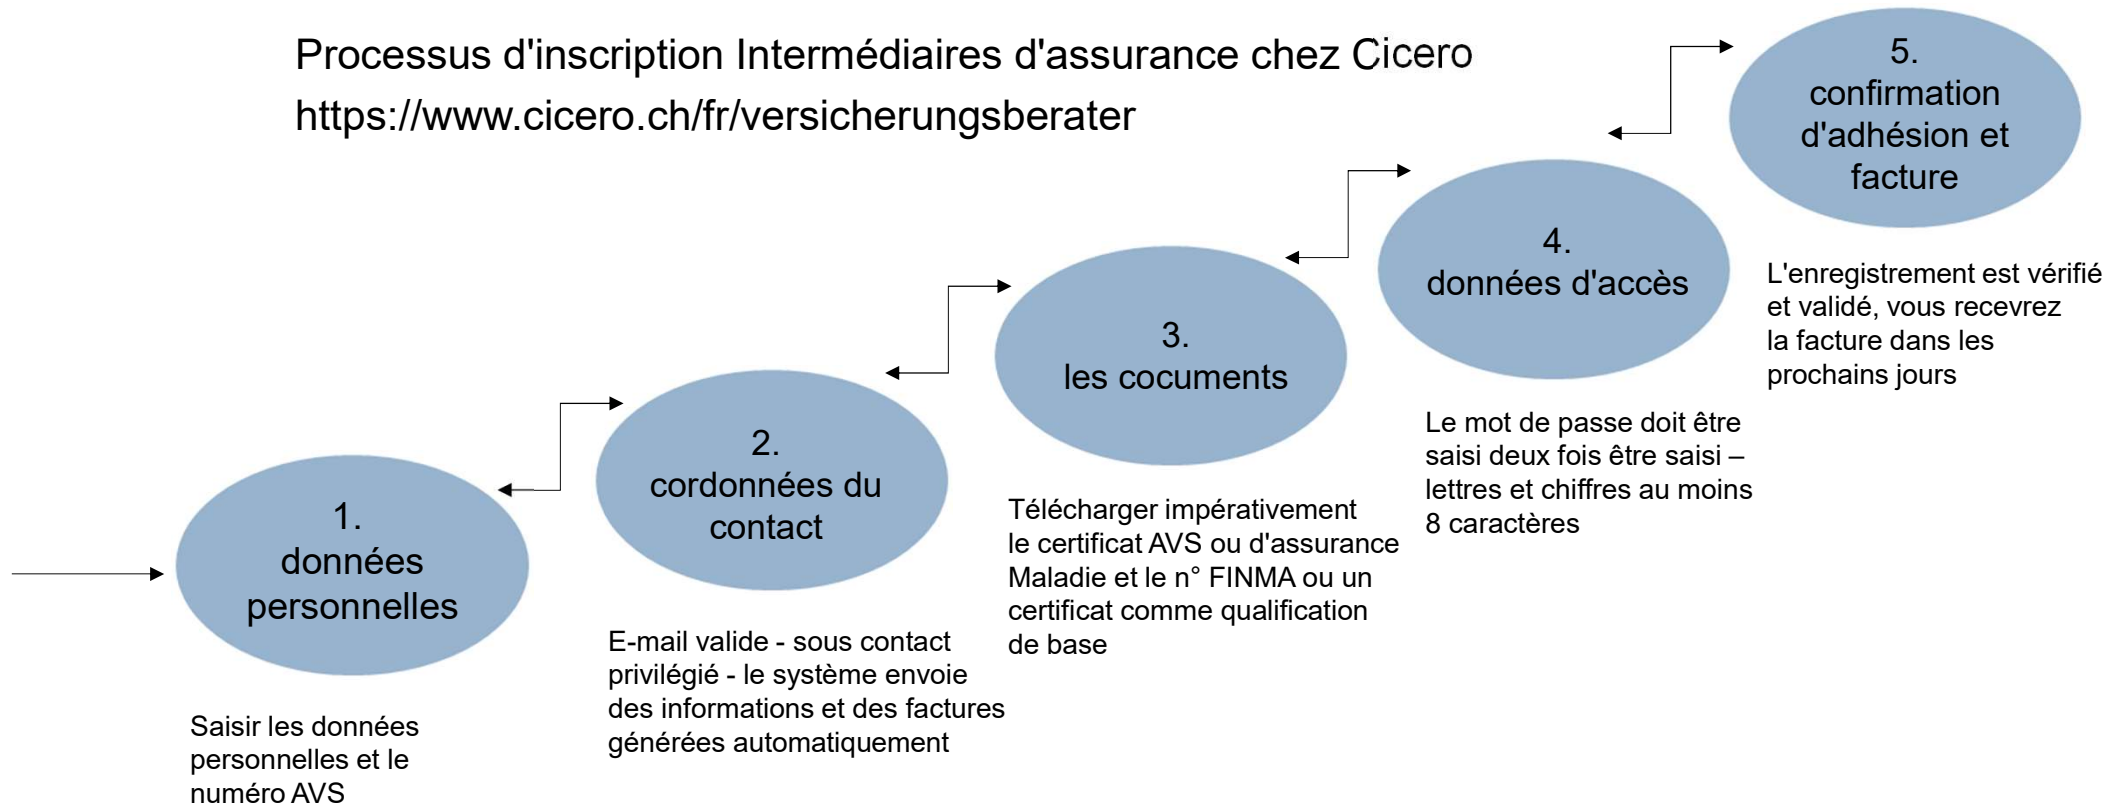 Processus d'inscription Intermédiaires d'assurance chez Cicero
https://www.cicero.ch/fr/versicherungsberater
1.
données
personnelles
Saisir les données
personnelles et le
numéro AVS
2.
cordonnées du
contact
E-mail valide - sous contact
privilégié - le système envoie
des informations et des factures
générées automatiquement
3.
les cocuments
Télécharger impérativement
le certificat AVS ou d'assurance
Maladie et le n° FINMA ou un
certificat comme qualification
de base
4.
données d'accès
Le mot de passe doit être
saisi deux fois être saisi –
lettres et chiffres au moins
8 caractères
5.
confirmation
d'adhésion et
facture
L'enregistrement est vérifié
et validé, vous recevrez
la facture dans les
prochains jours